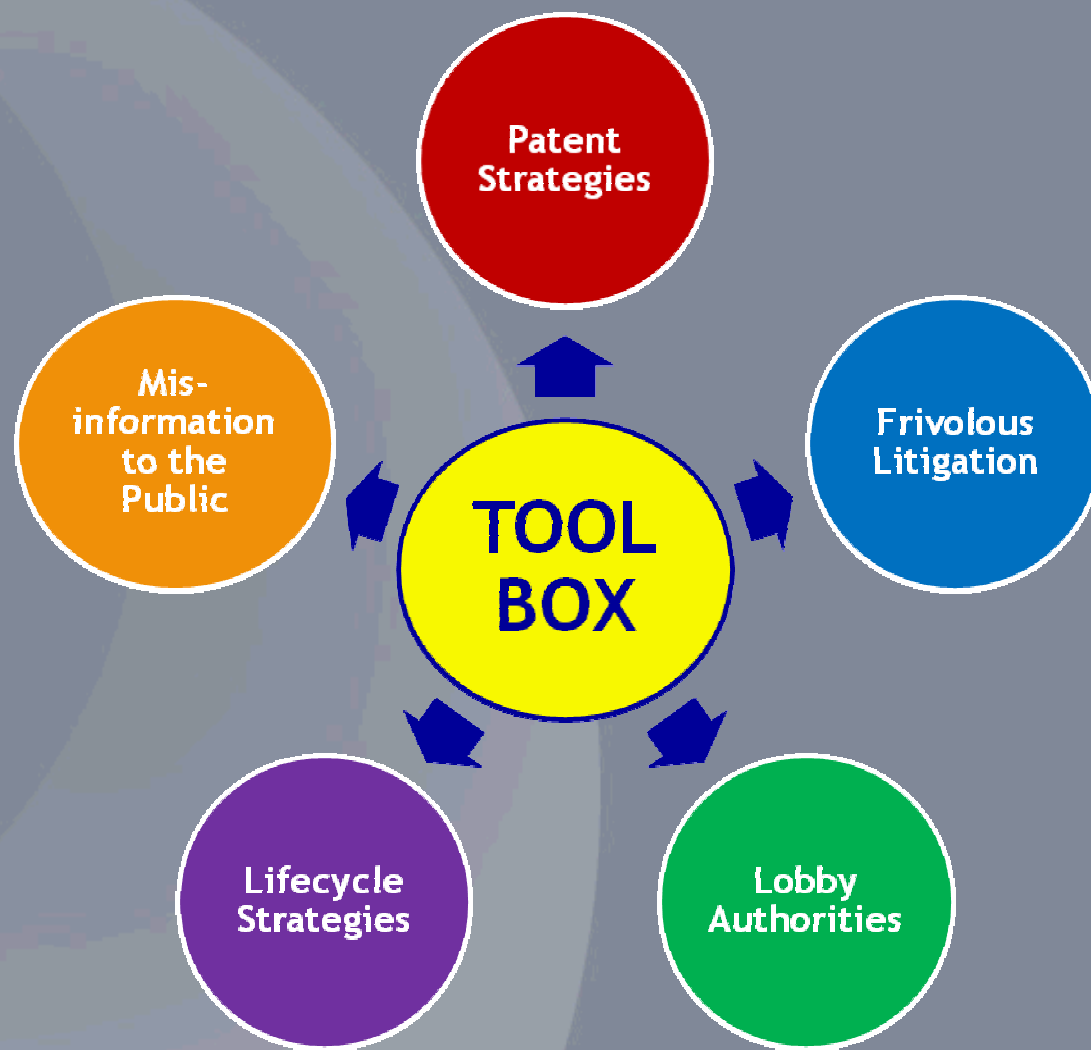 Patent
Strategies
Mis-
information
to the
Public
Frivolous
Litigation
TOOL
BOX
Lifecycle
Strategies
Lobby
Authorities